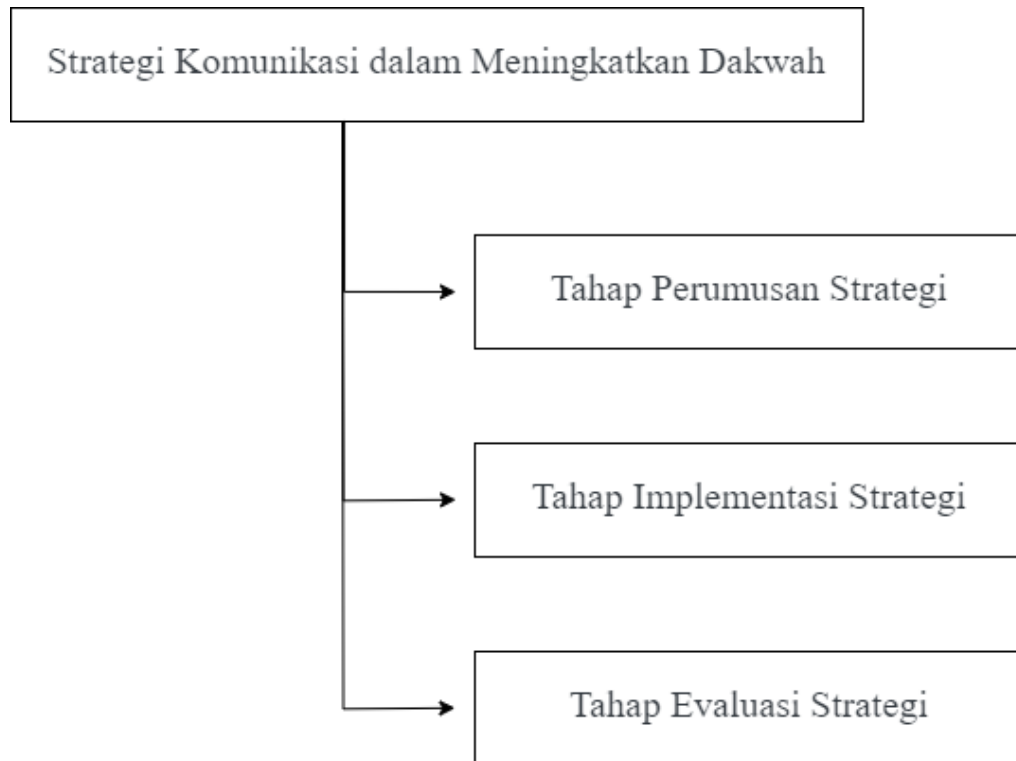 Strategi Komunikasi dalam Meningkatkan Dakwah
Tahap Perumusan Strategi
Tahap Implementasi Strategi
Tahap Evaluasi Strategi